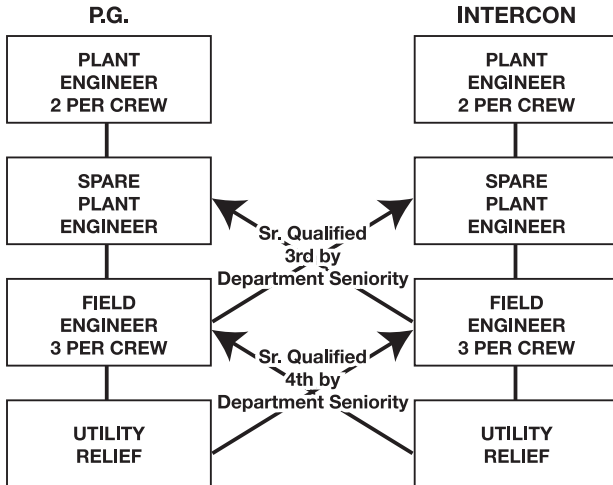 P.G.
INTERCON
PLANT
ENGINEER
2 PER CREW
PLANT
ENGINEER
2 PER CREW
SPARE
PLANT
ENGINEER
SPARE
PLANT
ENGINEER
Sr. Qualified
3rd by
Department Seniority
FIELD
ENGINEER
3 PER CREW
FIELD
ENGINEER
3 PER CREW
Sr. Qualified
4th by
Department Seniority
UTILITY
RELIEF
UTILITY
RELIEF